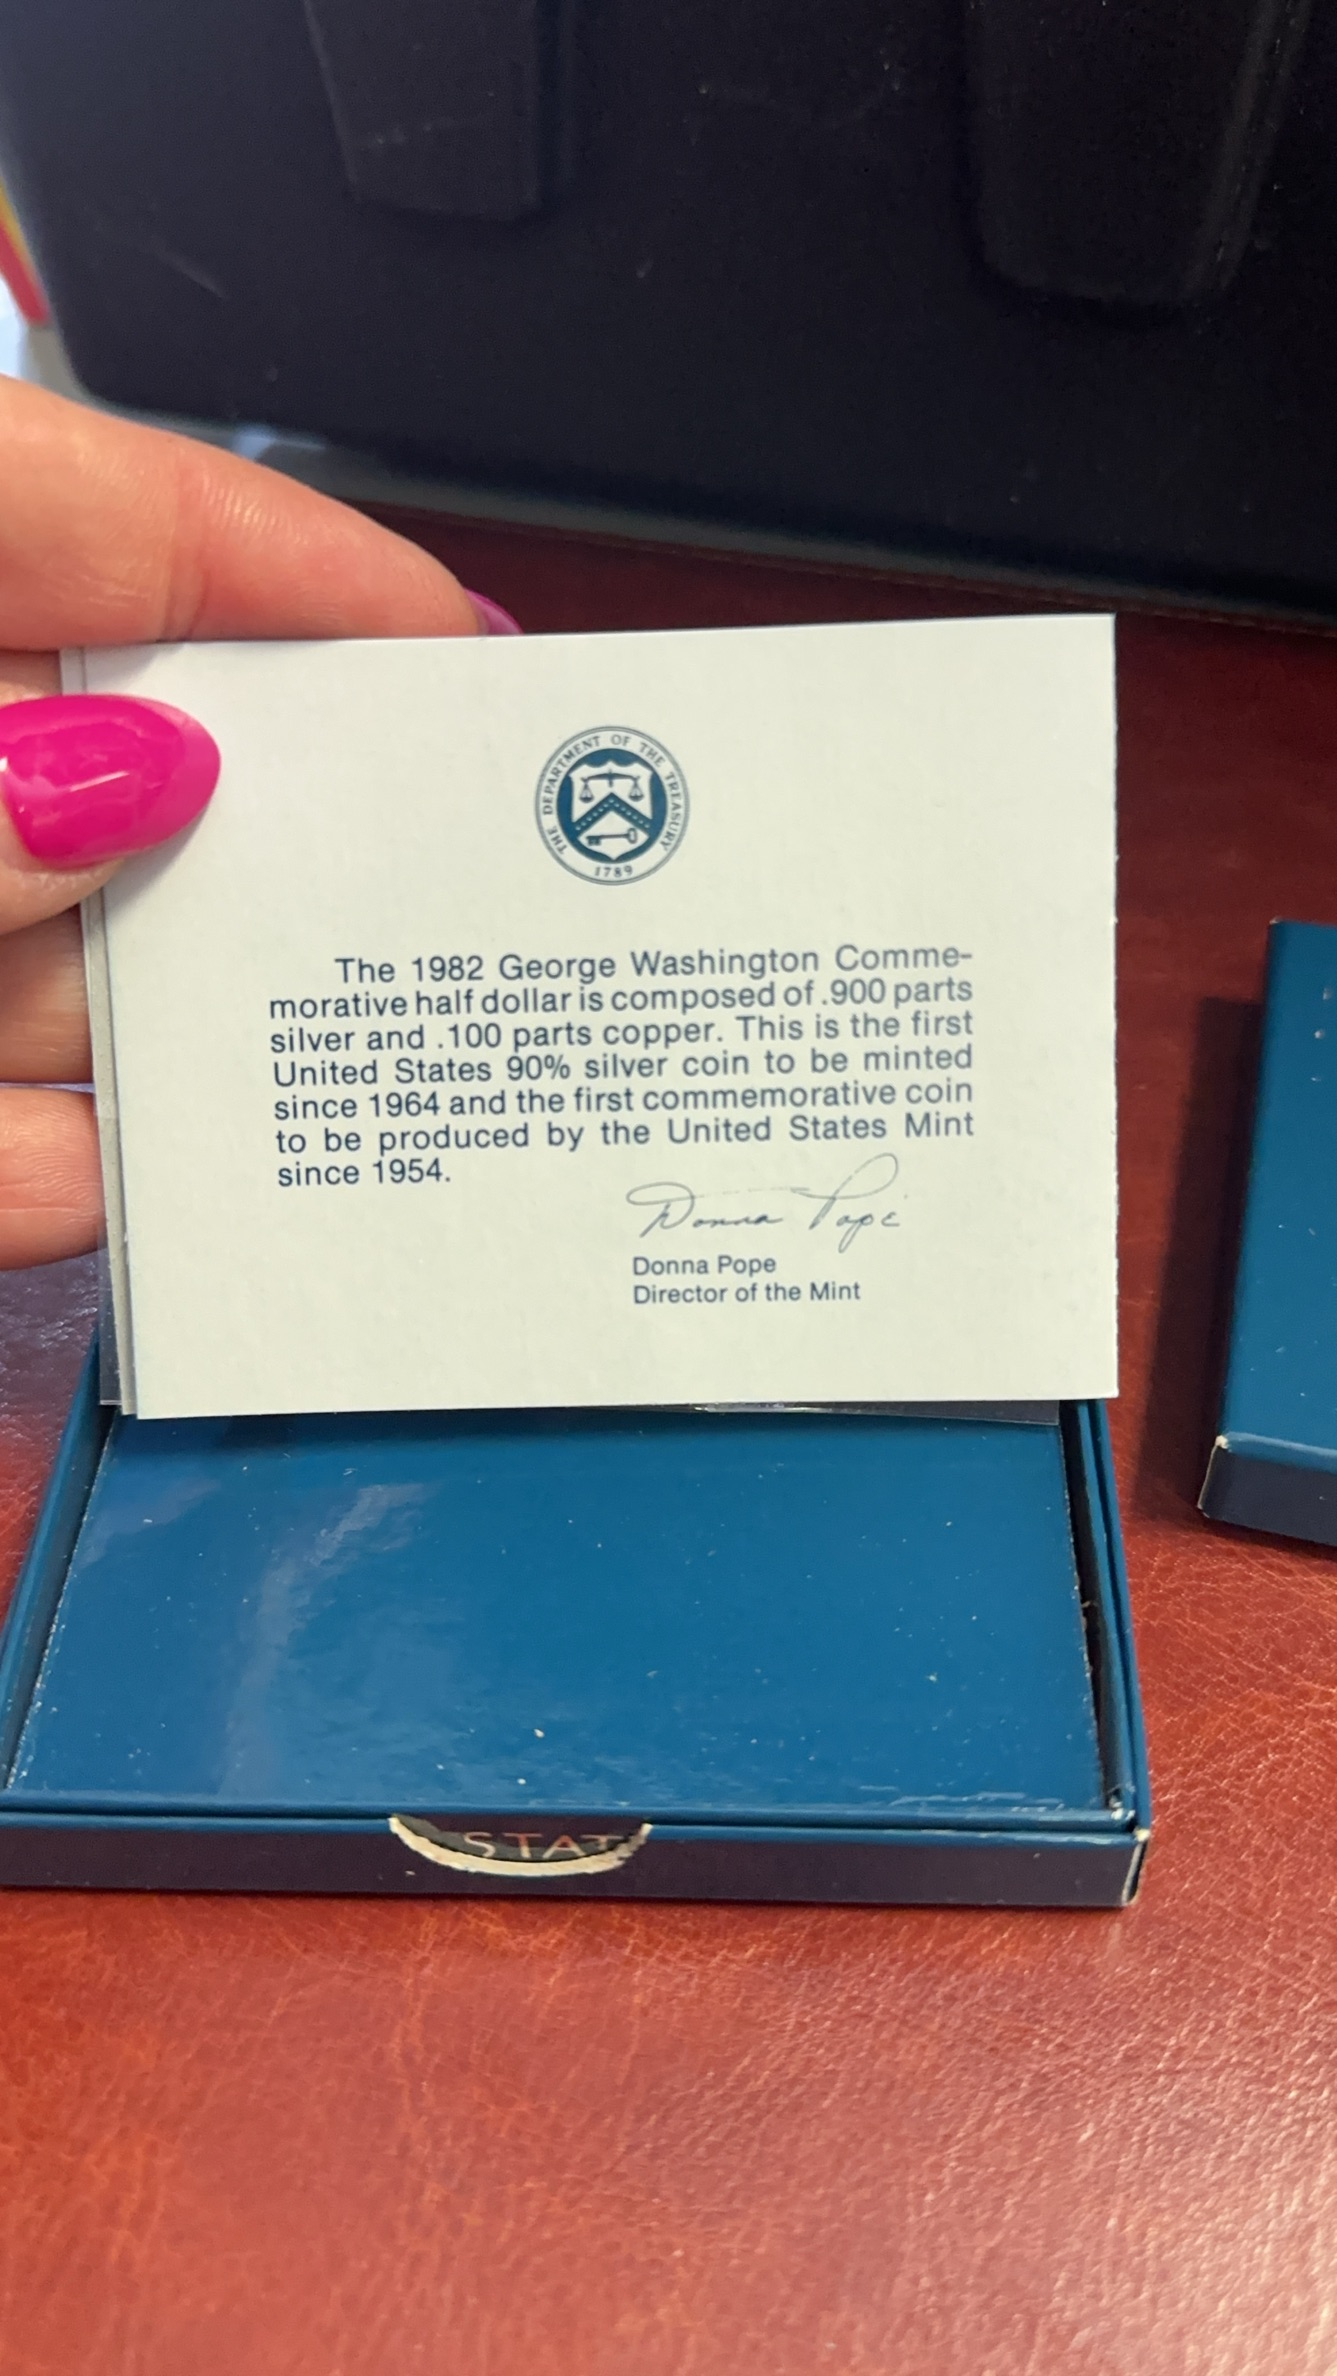 THE DEPARTMENT OF THE TREASURY
1789
The 1982 George Washington Comme-
morative half dollar is composed of .900 parts
silver and .100 parts copper. This is the first
United States 90% silver coin to be minted
since 1964 and the first commemorative coin
to be produced by the United States Mint
since 1954.
Donna Pope
Donna Pope
Director of the Mint
STAT